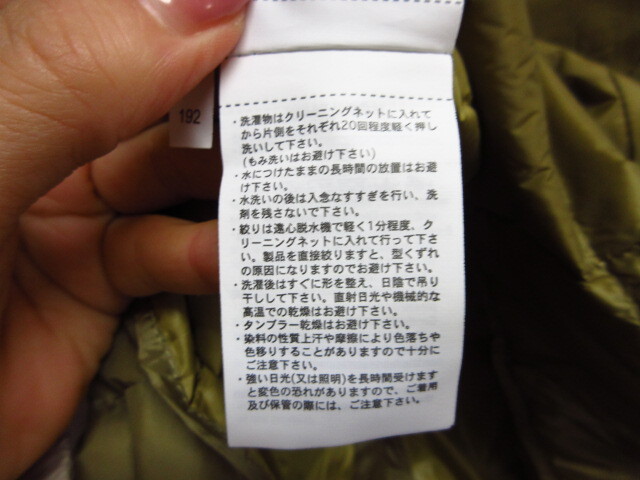 ・洗濯物はクリーニングネットに入れて
から片側をそれぞれ20回程度軽く押し
洗いして下さい。
(もみ洗いはお避け下さい)
・水につけたままの長時間の放置はお避
け下さい。
・水洗いの後は入念なすすぎを行い、洗
剤を残さないで下さい。
・絞りは遠心脱水機で軽く1分程度、ク
リーニングネットに入れて行って下さ
い。製品を直接絞りますと、型くずれ
の原因になりますのでお避け下さい。
・洗濯後はすぐに形を整え、日陰で吊り
干しして下さい。直射日光や機械的な
高温での乾燥はお避け下さい。
・タンブラー乾燥はお避け下さい。
・染料の性質上汗や摩擦により色落ちや
色移りすることがありますので十分に
ご注意下さい。
・強い日光(又は照明)を長時間受けます
と変色の恐れがありますので、ご着用
及び保管の際には、ご注意下さい。
192